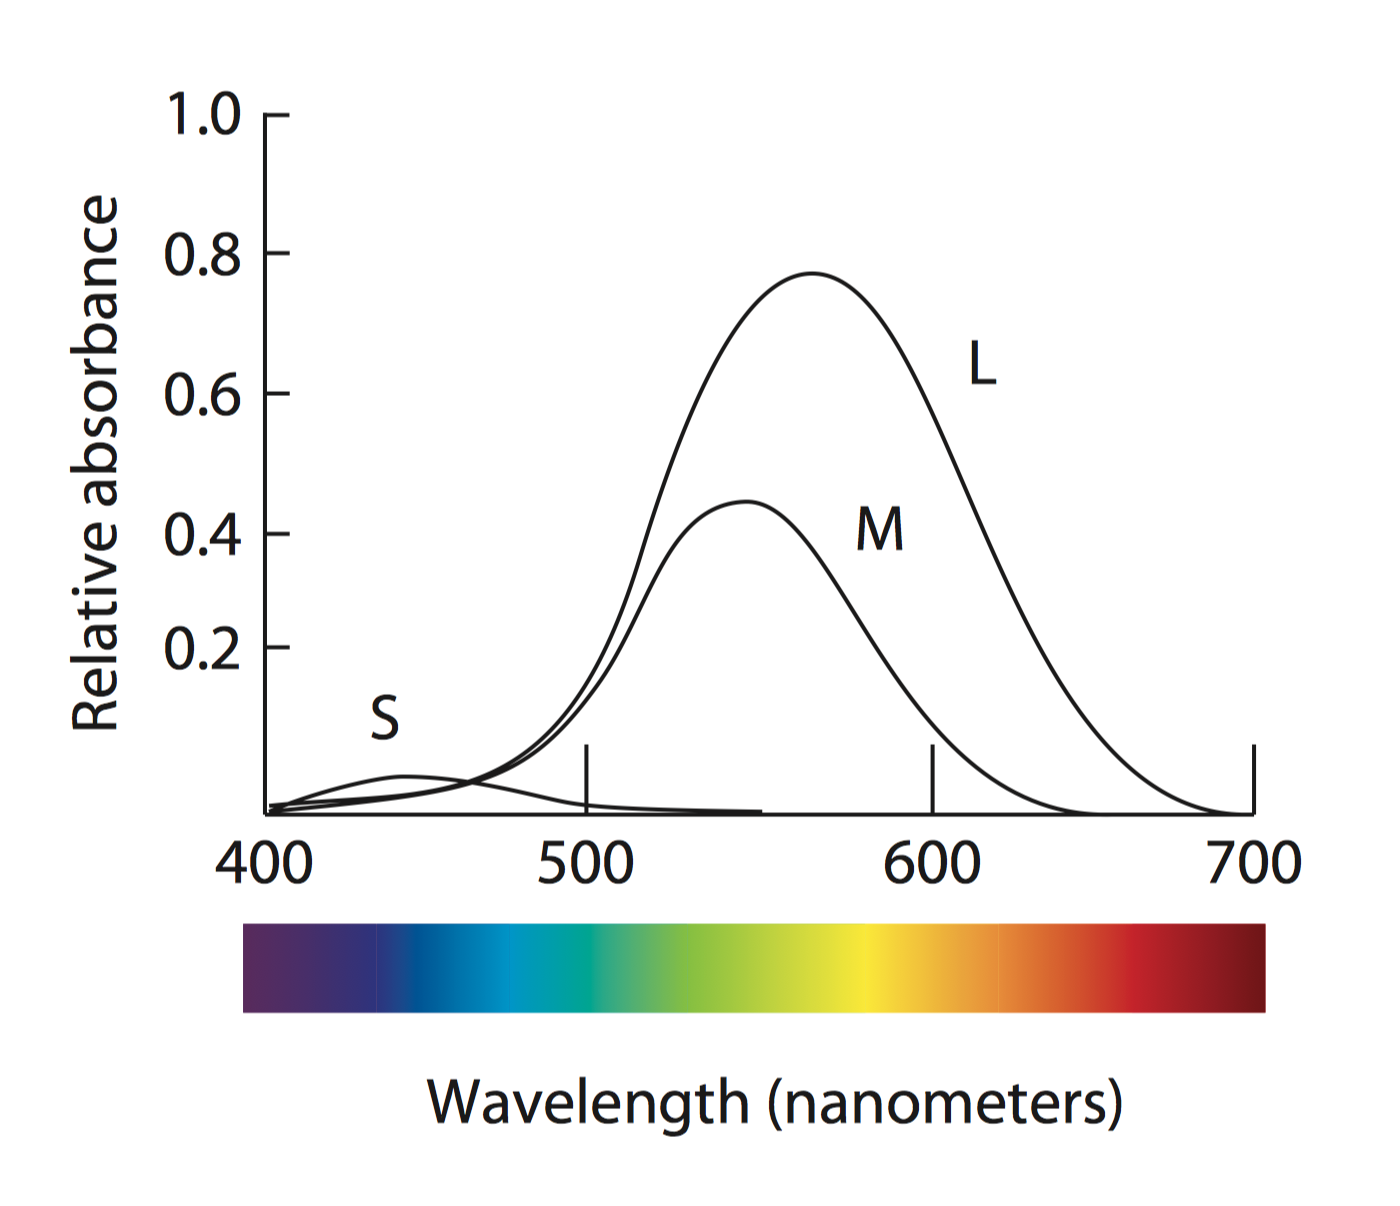 1.0
0.8
0.6
0.4
0.2
Relative absorbance
L
M
S
400 500 600 700
Wavelength (nanometers)